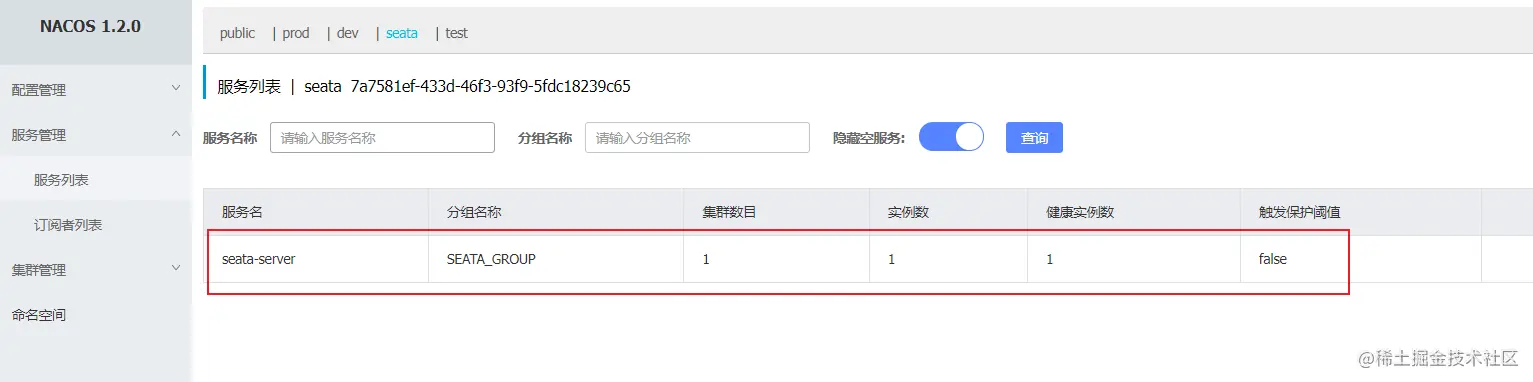 NACOS 1.2.0
配置管理
服务管理
服务列表
订阅者列表
集群管理
命名空间
public | prod | dev | seata | test
服务列表 | seata 7a7581ef-433d-46f3-93f9-5fdc18239c65
服务名称 请输入服务名称 分组名称 请输入分组名称 隐藏空服务: 查询
服务名 分组名称 集群数目 实例数 健康实例数 触发保护阈值
seata-server SEATA_GROUP 1 1 1 false
@稀土掘金技术社区